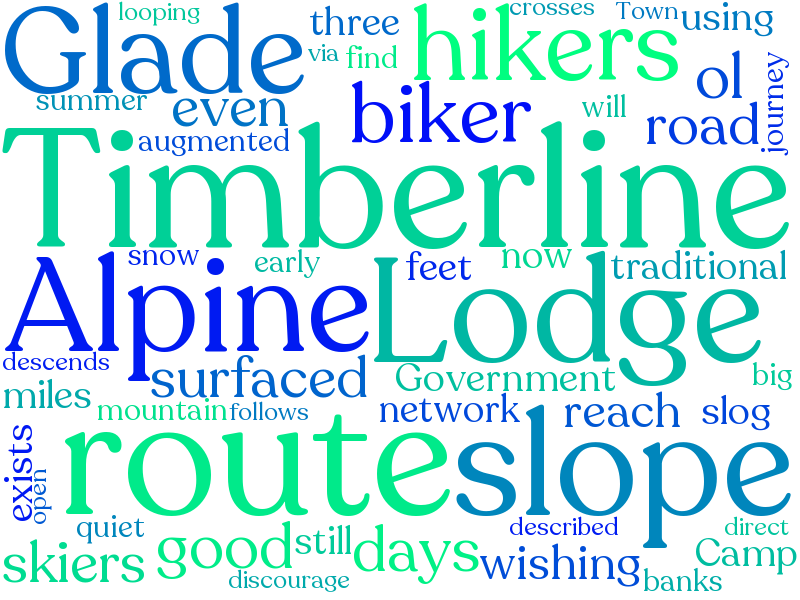 looping
crosses
Town
Glade
three
hikers
using
via
find
journey
summer
even
biker
ol
will
road
augmented
Timberline
snow
early
feet
now
traditional
Alpine
Lodge
descends
surfaced
Government
big
miles
mountain
follows
network
reach
slog
exists
open
route
slope
quiet
described
direct
skiers
good
still
days
wishing
Camp
discourage
banks